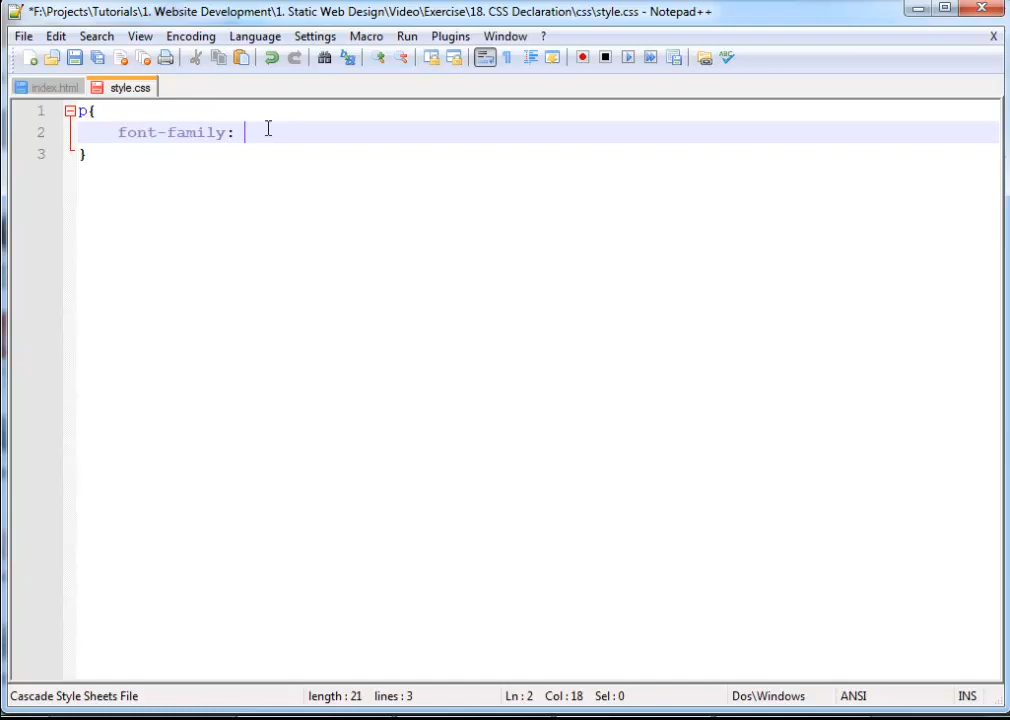 *F:\Projects\Tutorials\1. Website Development\1. Static Web Design\Video\Exercise\18. CSS Declaration\css\style.css - Notepad++
File Edit Search View Encoding Language Settings Macro Run Plugins Window ? X
index.html style.css
1 p{
2 font-family:
3 }
Cascade Style Sheets File length : 21 lines : 3 Ln : 2 Col : 18 Sel : 0 Dos\Windows ANSI INS